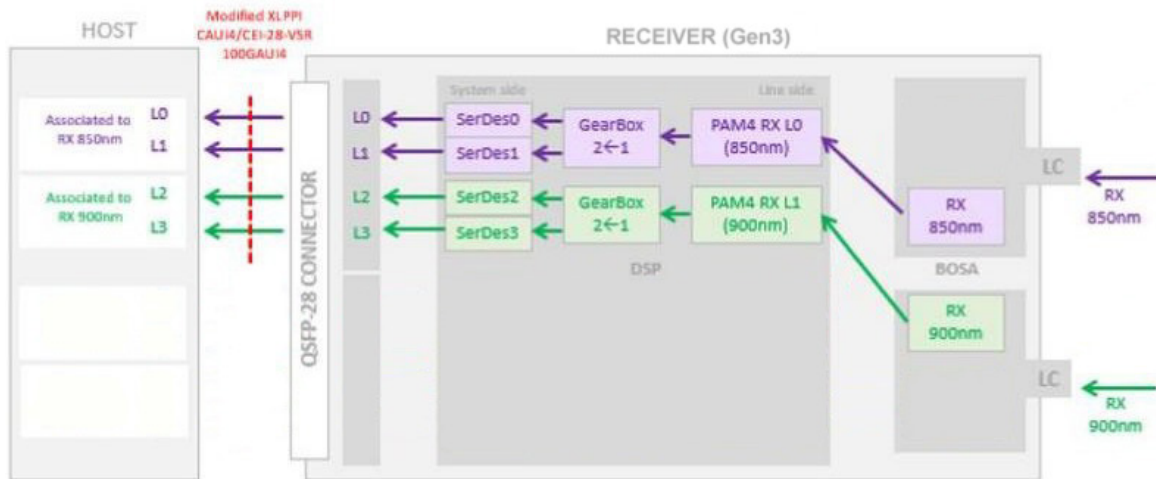 HOST
Modified XLPPI
CAUI4/CEI-28-VSR
100GAUI4
RECEIVER (Gen3)
Associated to
RX 850nm
L0
L1
Associated to
RX 900nm
L2
L3
QSFP-28 CONNECTOR
L0
L1
L2
L3
System side
Line side
SerDes0
SerDes1
SerDes2
SerDes3
GearBox
2←1
GearBox
2←1
PAM4 RX L0
(850nm)
PAM4 RX L1
(900nm)
DSP
RX
850nm
BOSA
RX
900nm
LC
RX
850nm
LC
RX
900nm